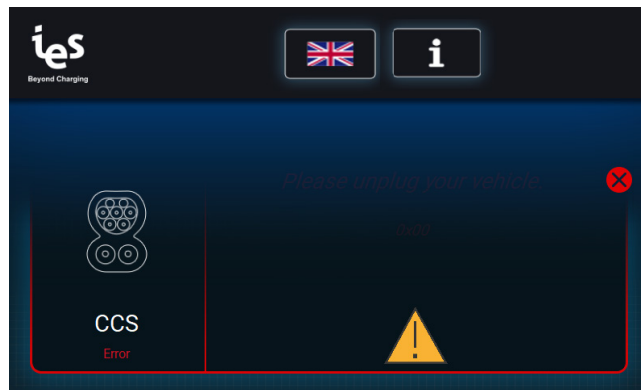 ies
Beyond Charging
i
Please unplug your vehicle.
CCS
Error